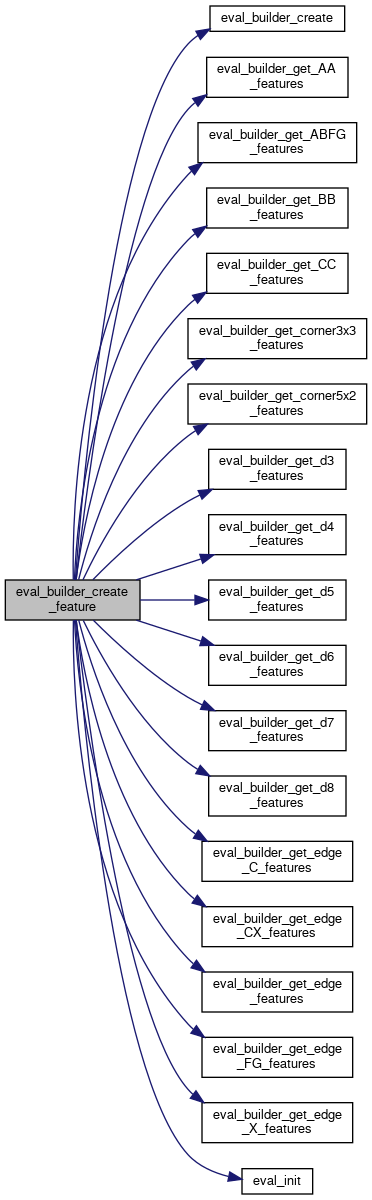 eval_builder_create
eval_builder_get_AA
_features
eval_builder_get_ABFG
_features
eval_builder_get_BB
_features
eval_builder_get_CC
_features
eval_builder_get_corner3x3
_features
eval_builder_get_corner5x2
_features
eval_builder_get_d3
_features
eval_builder_get_d4
_features
eval_builder_create
_feature
eval_builder_get_d5
_features
eval_builder_get_d6
_features
eval_builder_get_d7
_features
eval_builder_get_d8
_features
eval_builder_get_edge
_C_features
eval_builder_get_edge
_CX_features
eval_builder_get_edge
_features
eval_builder_get_edge
_FG_features
eval_builder_get_edge
_X_features
eval_init